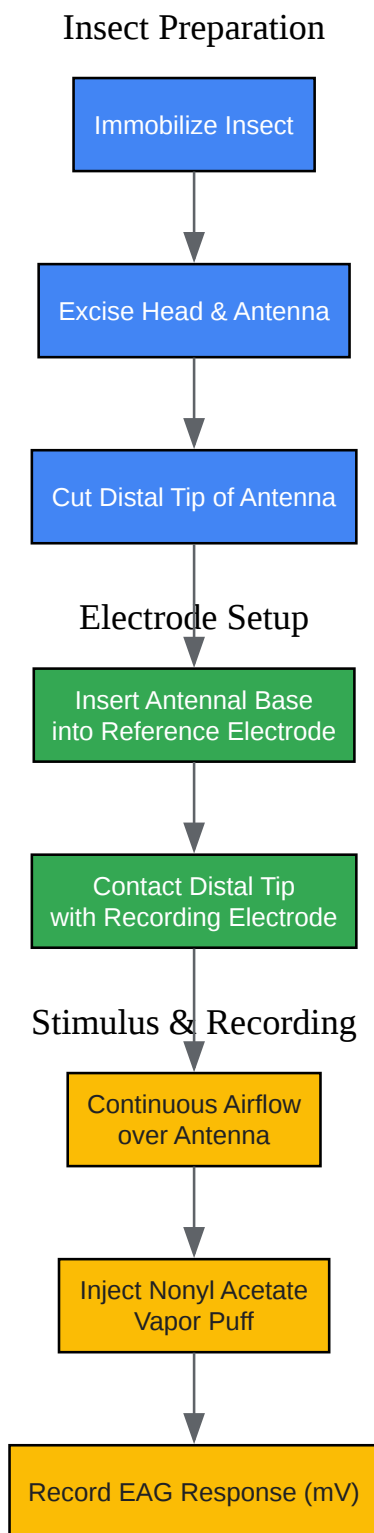 Insect Preparation
Immobilize Insect
Excise Head & Antenna
Cut Distal Tip of Antenna
Electrode Setup
Insert Antennal Base
into Reference Electrode
Contact Distal Tip
with Recording Electrode
Stimulus & Recording
Continuous Airflow
over Antenna
Inject Nonyl Acetate
Vapor Puff
Record EAG Response (mV)